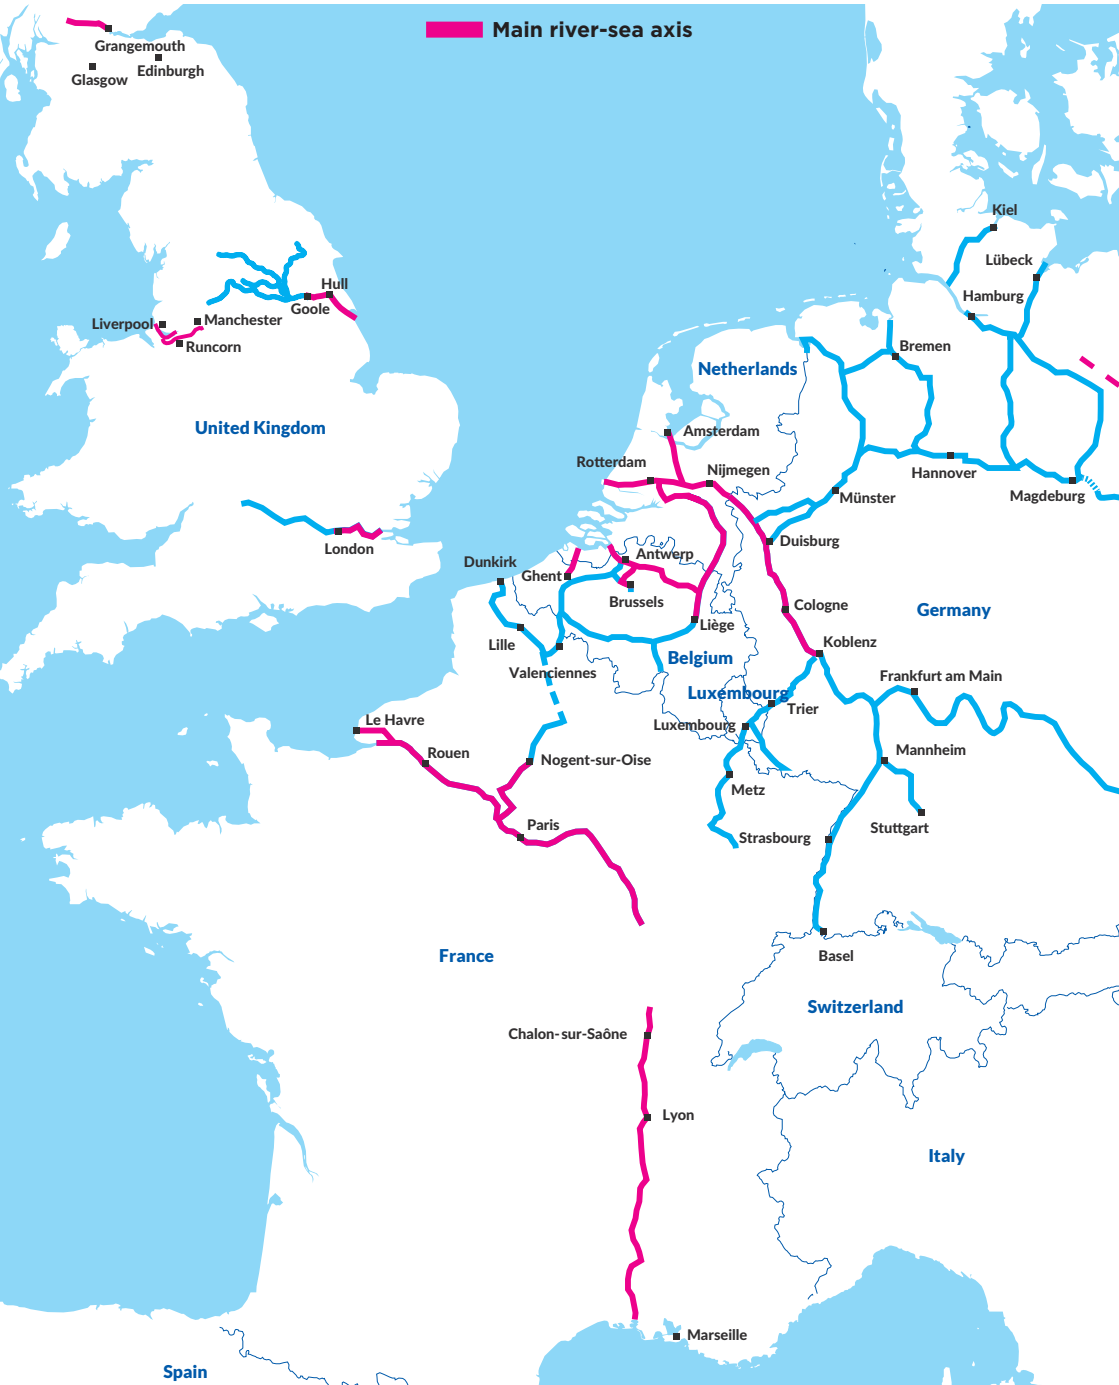 Main river-sea axis
Grangemouth
Edinburgh
Glasgow
Kiel
Lübeck
Hamburg
Hull
Goole
Liverpool
Manchester
Runcorn
Bremen
Netherlands
United Kingdom
Amsterdam
Rotterdam
Nijmegen
Hannover
Magdeburg
Münster
London
Duisburg
Antwerp
Dunkirk
Ghent
Brussels
Cologne
Germany
Liège
Lille
Koblenz
Belgium
Valenciennes
Frankfurt am Main
Luxembourg
Trier
Luxembourg
Le Havre
Rouen
Nogent-sur-Oise
Mannheim
Metz
Paris
Stuttgart
Strasbourg
France
Basel
Switzerland
Chalon-sur-Saône
Lyon
Italy
Marseille
Spain